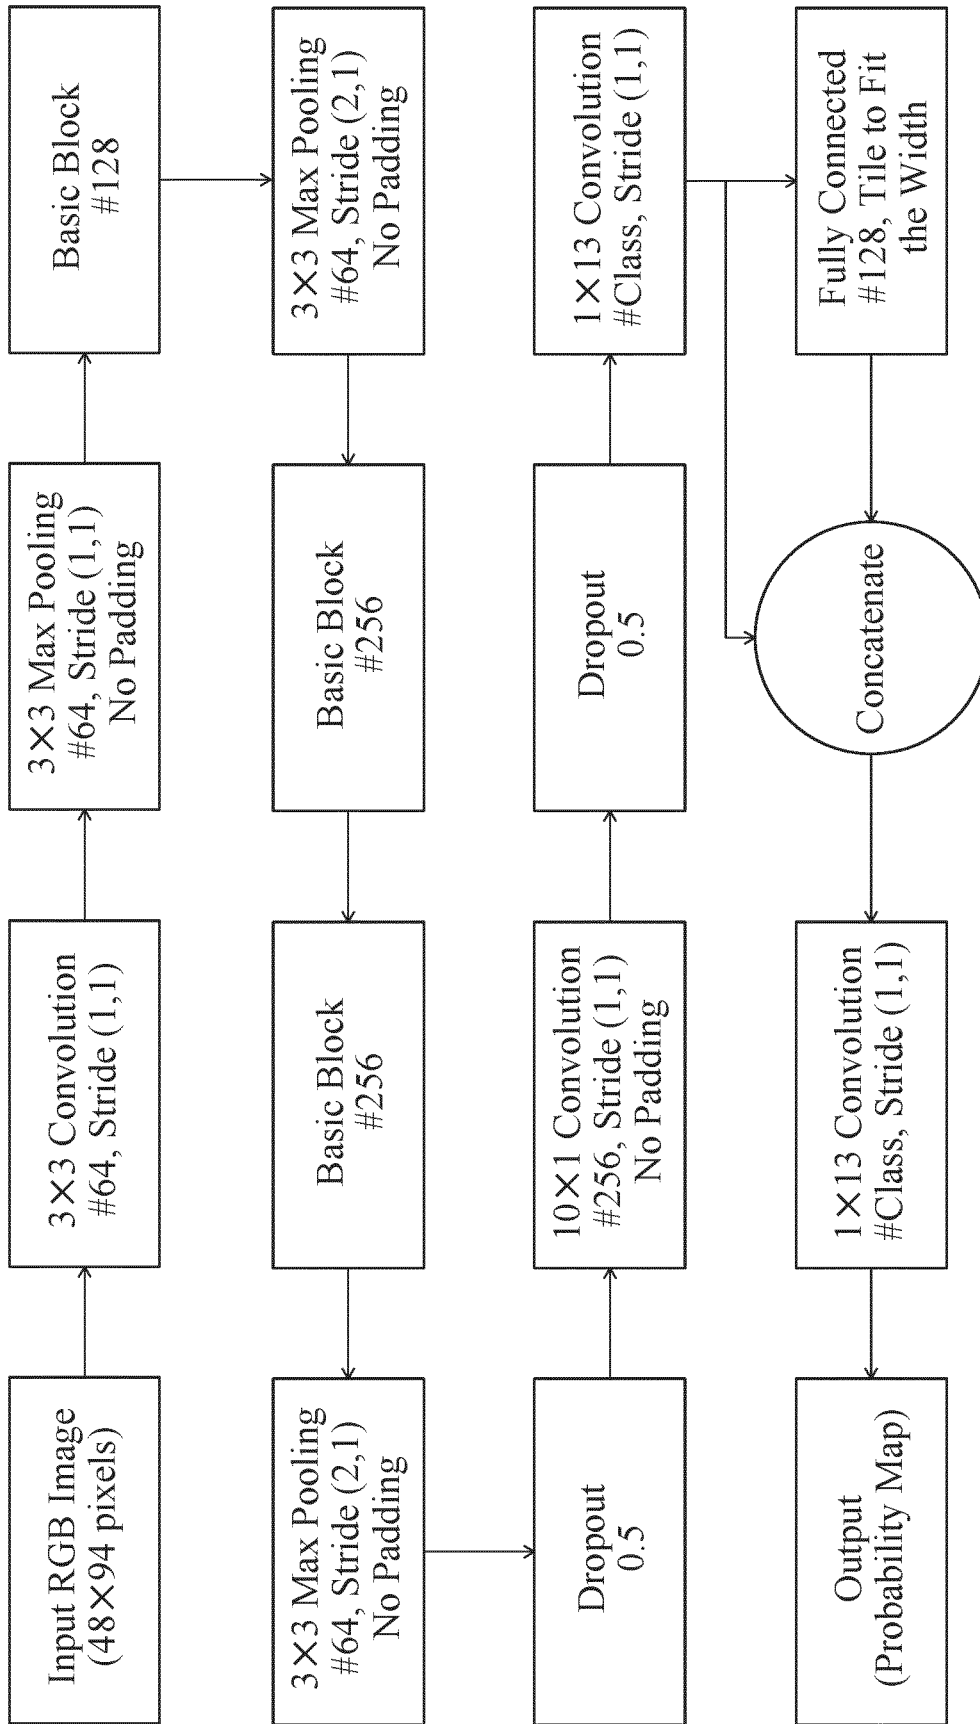 Input RGB Image
(48×94 pixels)
3×3 Convolution
#64, Stride (1,1)
3×3 Max Pooling
#64, Stride (1,1)
No Padding
Basic Block
#128
3×3 Max Pooling
#64, Stride (2,1)
No Padding
Basic Block
#256
Basic Block
#256
3×3 Max Pooling
#64, Stride (2,1)
No Padding
Dropout
0.5
10×1 Convolution
#256, Stride (1,1)
No Padding
Dropout
0.5
1×13 Convolution
#Class, Stride (1,1)
Fully Connected
#128, Tile to Fit
the Width
Concatenate
1×13 Convolution
#Class, Stride (1,1)
Output
(Probability Map)